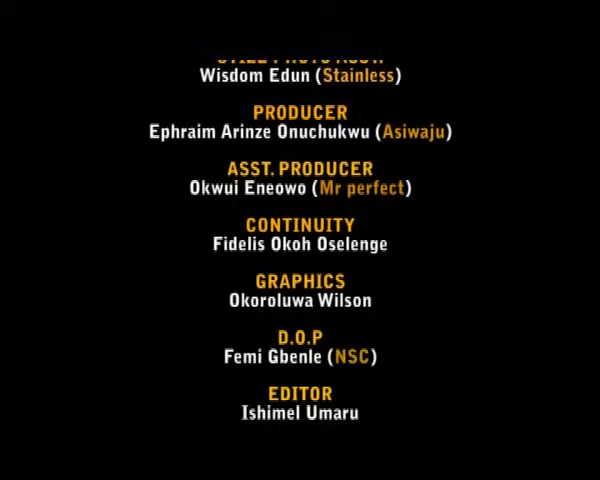 Wisdom Edun (Stainless)
PRODUCER
Ephraim Arinze Onuchukwu (Asiwaju)
ASST. PRODUCER
Okwui Eneowo (Mr perfect)
CONTINUITY
Fidelis Okoh Oselenge
GRAPHICS
Okoroluwa Wilson
D.O.P
Femi Gbenle (NSC)
EDITOR
Ishimel Umaru